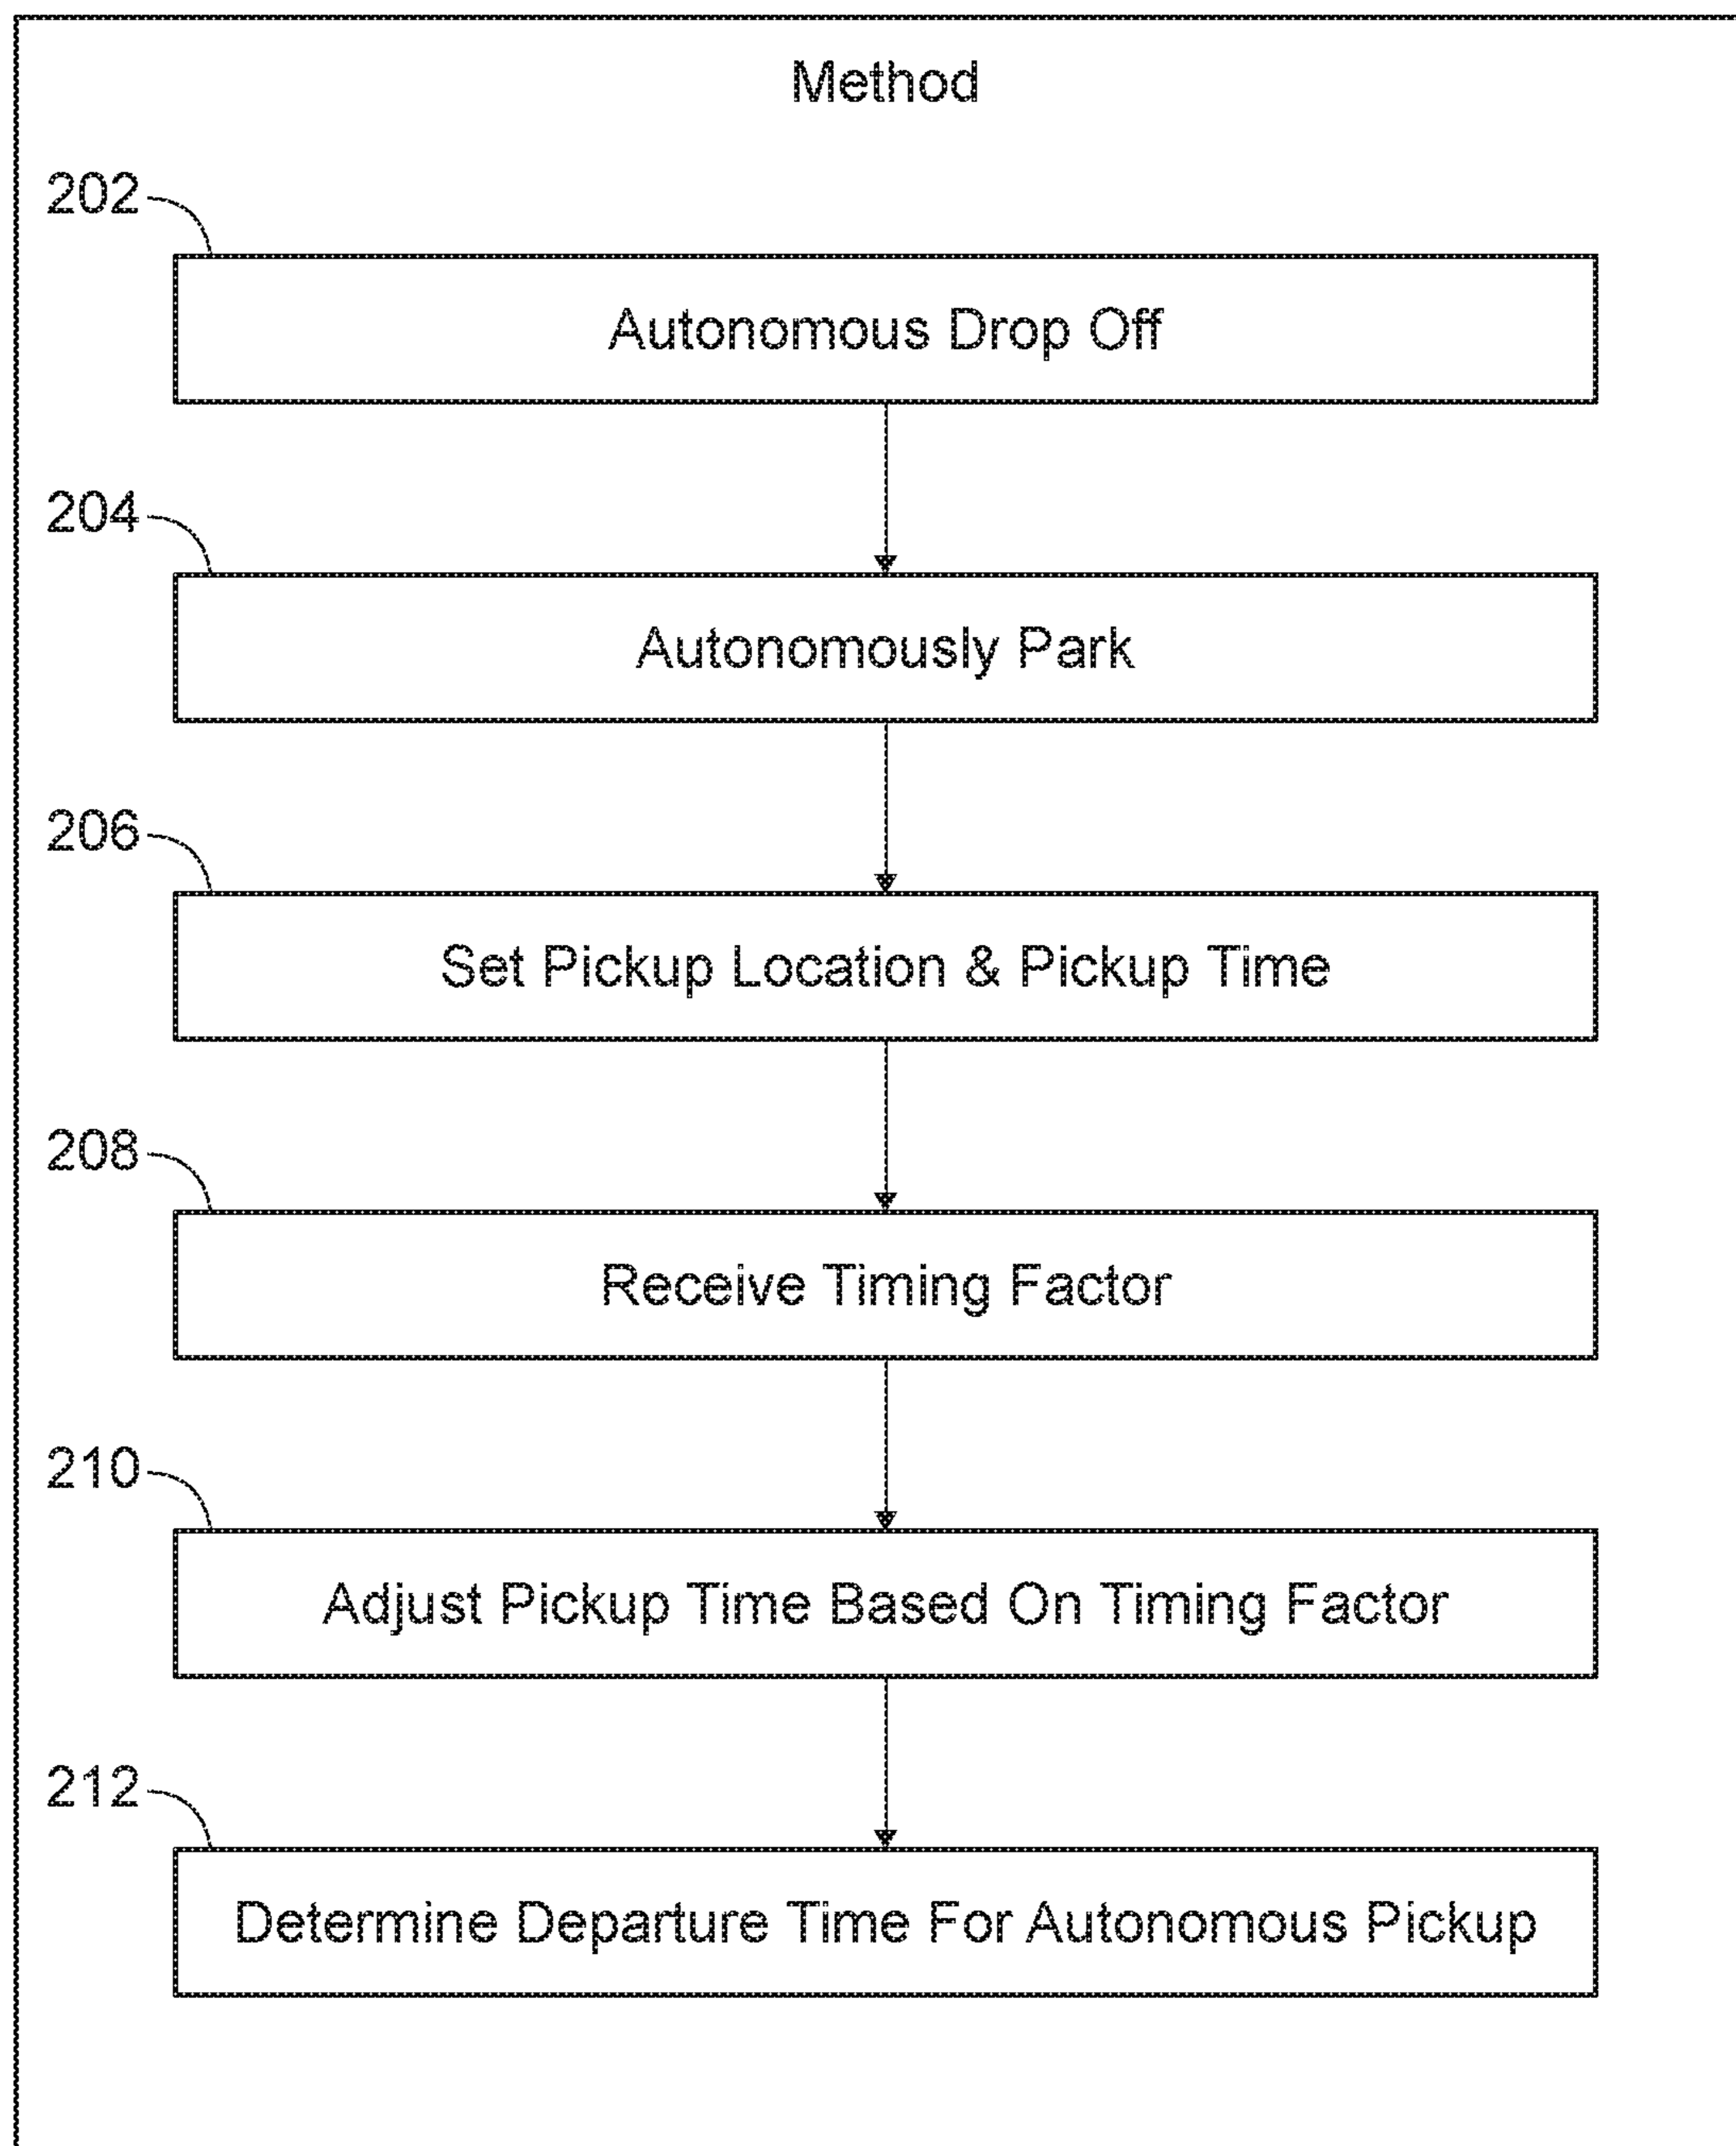 Method
202
Autonomous Drop Off
204
Autonomously Park
206
Set Pickup Location & Pickup Time
208
Receive Timing Factor
210
Adjust Pickup Time Based On Timing Factor
212
Determine Departure Time For Autonomous Pickup